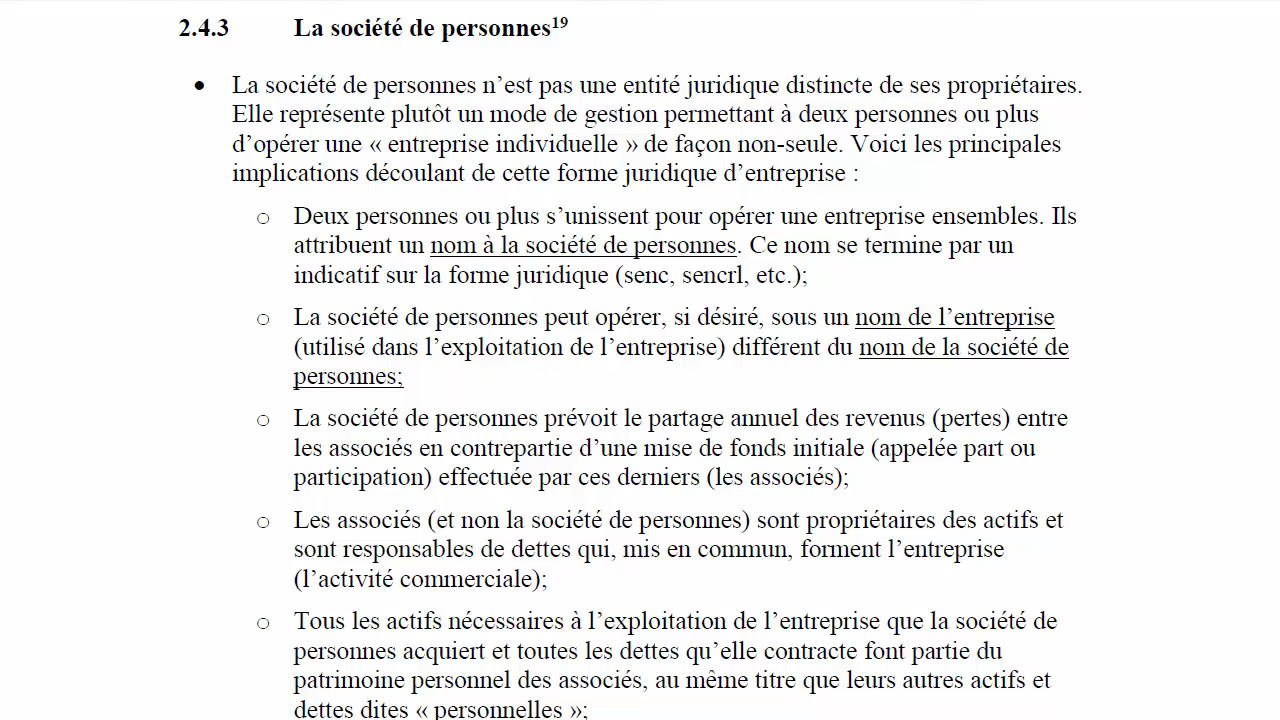 2.4.3 La société de personnes19
• La société de personnes n’est pas une entité juridique distincte de ses propriétaires.
Elle représente plutôt un mode de gestion permettant à deux personnes ou plus
d’opérer une « entreprise individuelle » de façon non-seule. Voici les principales
implications découlant de cette forme juridique d’entreprise :
o Deux personnes ou plus s’unissent pour opérer une entreprise ensembles. Ils
attribuent un nom à la société de personnes. Ce nom se termine par un
indicatif sur la forme juridique (senc, sencrl, etc.);
o La société de personnes peut opérer, si désiré, sous un nom de l’entreprise
(utilisé dans l’exploitation de l’entreprise) différent du nom de la société de
personnes;
o La société de personnes prévoit le partage annuel des revenus (pertes) entre
les associés en contrepartie d’une mise de fonds initiale (appelée part ou
participation) effectuée par ces derniers (les associés);
o Les associés (et non la société de personnes) sont propriétaires des actifs et
sont responsables de dettes qui, mis en commun, forment l’entreprise
(l’activité commerciale);
o Tous les actifs nécessaires à l’exploitation de l’entreprise que la société de
personnes acquiert et toutes les dettes qu’elle contracte font partie du
patrimoine personnel des associés, au même titre que leurs autres actifs et
dettes dites « personnelles »;